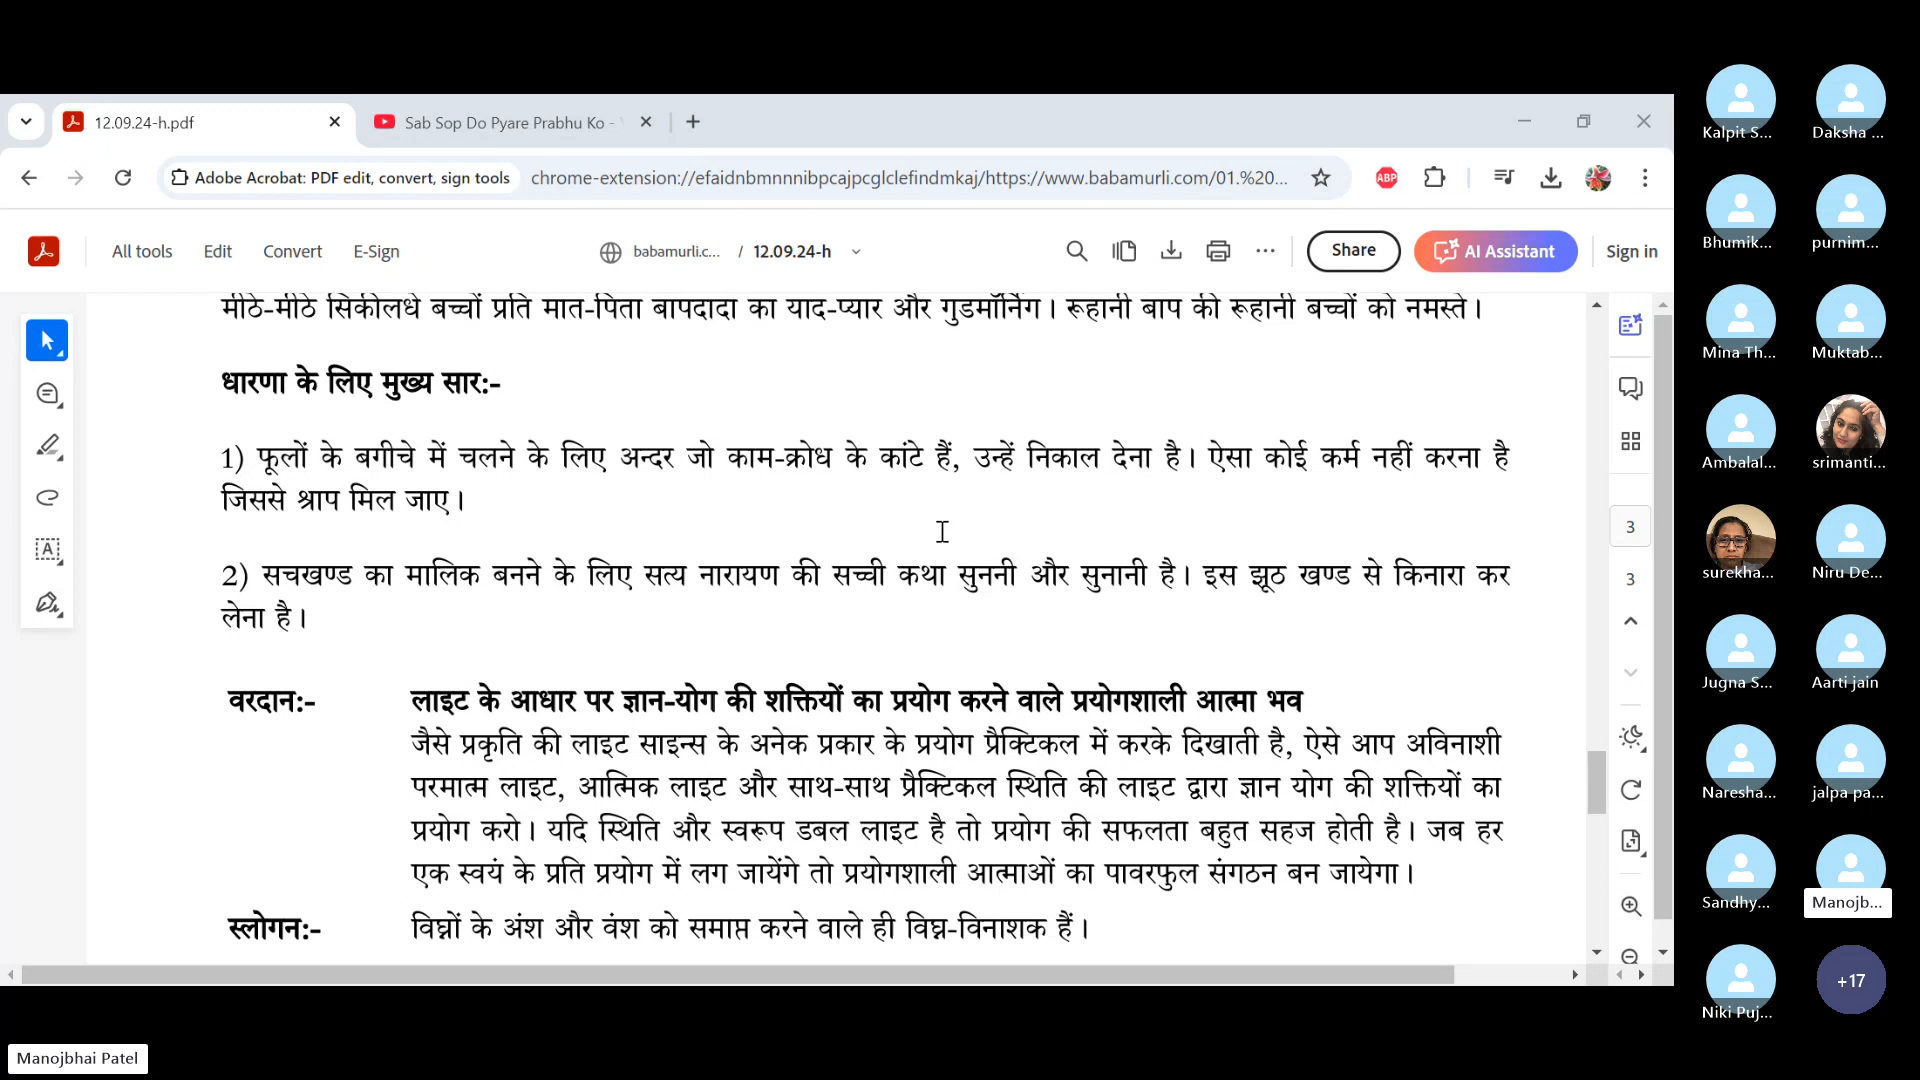 12.09.24-h.pdf
Sab Sop Do Pyare Prabhu Ko -
Adobe Acrobat: PDF edit, convert, sign tools
chrome-extension://efaidnbmnnnibpcajpcglclefindmkaj/https://www.babamurli.com/01.%20...
ABP
All tools
Edit
Convert
E-Sign
babamurli.c... / 12.09.24-h
Share
AI Assistant
Sign in
मीठे-मीठे सिकीलधे बच्चों प्रति मात-पिता बापदादा का याद-प्यार और गुडमॉर्निंग। रूहानी बाप की रूहानी बच्चों को नमस्ते।
धारणा के लिए मुख्य सार:-
1) फूलों के बगीचे में चलने के लिए अन्दर जो काम-क्रोध के कांटे हैं, उन्हें निकाल देना है। ऐसा कोई कर्म नहीं करना है
जिससे श्राप मिल जाए।
2) सचखण्ड का मालिक बनने के लिए सत्य नारायण की सच्ची कथा सुननी और सुनानी है। इस झूठ खण्ड से किनारा कर
लेना है।
वरदान:- लाइट के आधार पर ज्ञान-योग की शक्तियों का प्रयोग करने वाले प्रयोगशाली आत्मा भव
जैसे प्रकृति की लाइट साइन्स के अनेक प्रकार के प्रयोग प्रैक्टिकल में करके दिखाती है, ऐसे आप अविनाशी
परमात्म लाइट, आत्मिक लाइट और साथ-साथ प्रैक्टिकल स्थिति की लाइट द्वारा ज्ञान योग की शक्तियों का
प्रयोग करो। यदि स्थिति और स्वरूप डबल लाइट है तो प्रयोग की सफलता बहुत सहज होती है। जब हर
एक स्वयं के प्रति प्रयोग में लग जायेंगे तो प्रयोगशाली आत्माओं का पावरफुल संगठन बन जायेगा।
स्लोगन:- विघ्नों के अंश और वंश को समाप्त करने वाले ही विघ्न-विनाशक हैं।
3
3
Kalpit S...
Daksha ...
Bhumik...
purnim...
Mina Th...
Muktab...
Ambalal...
srimanti...
surekha...
Niru De...
Jugna S...
Aarti jain
Naresha...
jalpa pa...
Sandhy...
Manojb...
Niki Puj...
+17
Manojbhai Patel